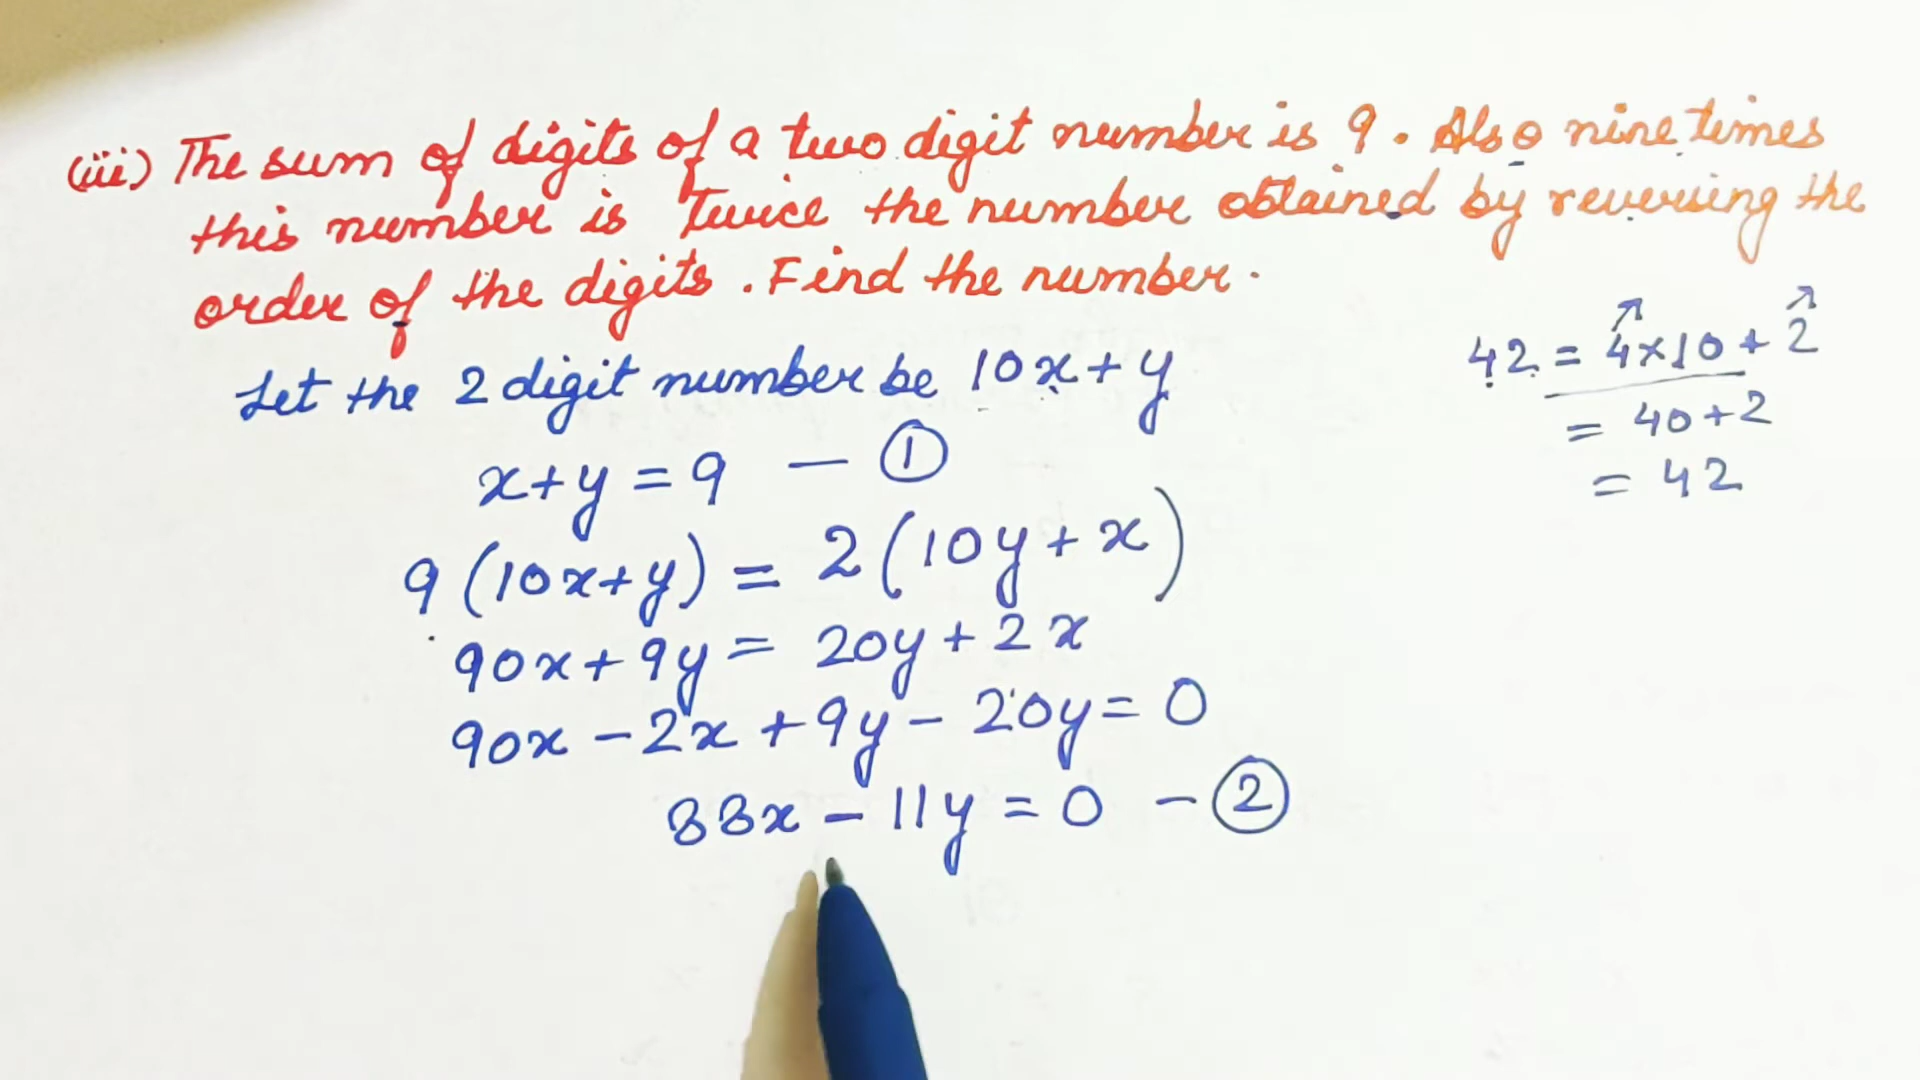 (iii) The sum of digits of a two digit number is 9. Also nine times
this number is twice the number obtained by reversing the
order of the digits. Find the number.
Let the 2 digit number be 10x+y
x+y=9 — ①
9(10x+y) = 2(10y+x)
90x+9y = 20y+2x
90x-2x+9y-20y=0
88x-11y=0 - ②
42 = 4×10+2
= 40+2
= 42